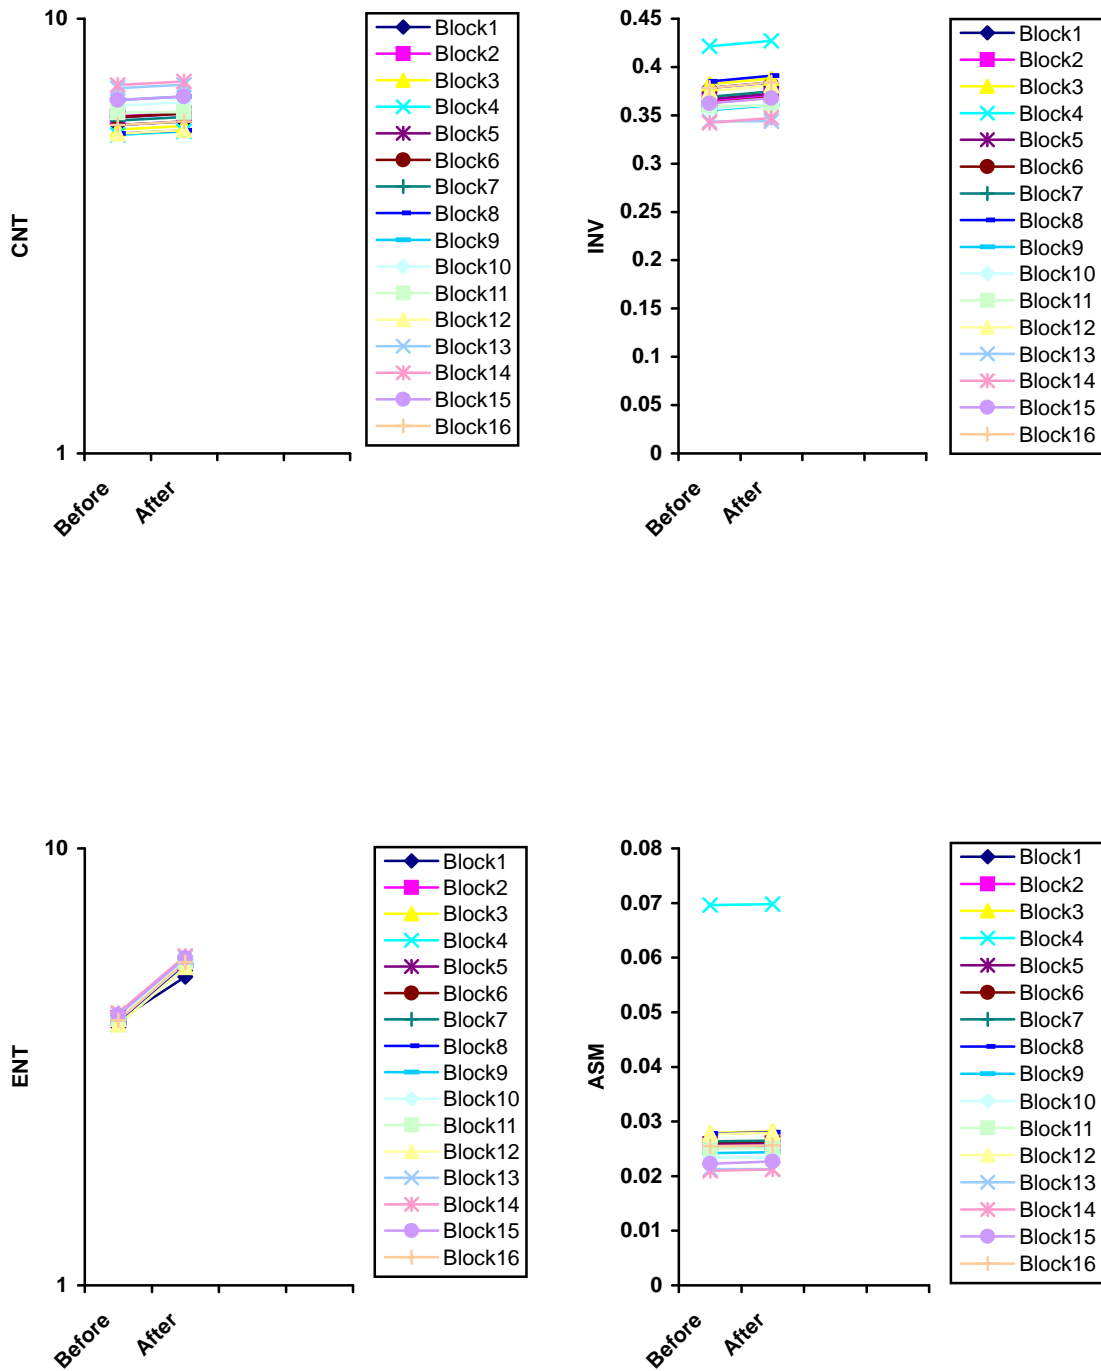 10
1
CNT
Before
After
Block1
Block2
Block3
Block4
Block5
Block6
Block7
Block8
Block9
Block10
Block11
Block12
Block13
Block14
Block15
Block16
0.45
0.4
0.35
0.3
0.25
0.2
0.15
0.1
0.05
0
INV
Before
After
Block1
Block2
Block3
Block4
Block5
Block6
Block7
Block8
Block9
Block10
Block11
Block12
Block13
Block14
Block15
Block16
10
1
ENT
Before
After
Block1
Block2
Block3
Block4
Block5
Block6
Block7
Block8
Block9
Block10
Block11
Block12
Block13
Block14
Block15
Block16
0.08
0.07
0.06
0.05
0.04
0.03
0.02
0.01
0
ASM
Before
After
Block1
Block2
Block3
Block4
Block5
Block6
Block7
Block8
Block9
Block10
Block11
Block12
Block13
Block14
Block15
Block16